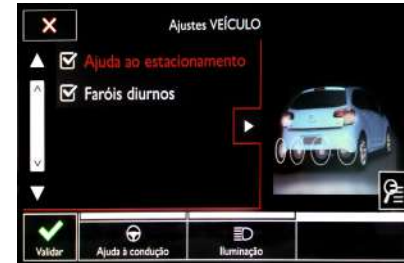 Ajustes VEÍCULO
Ajuda ao estacionamento
Faróis diurnos
Validar
Ajuda à condução
Iluminação